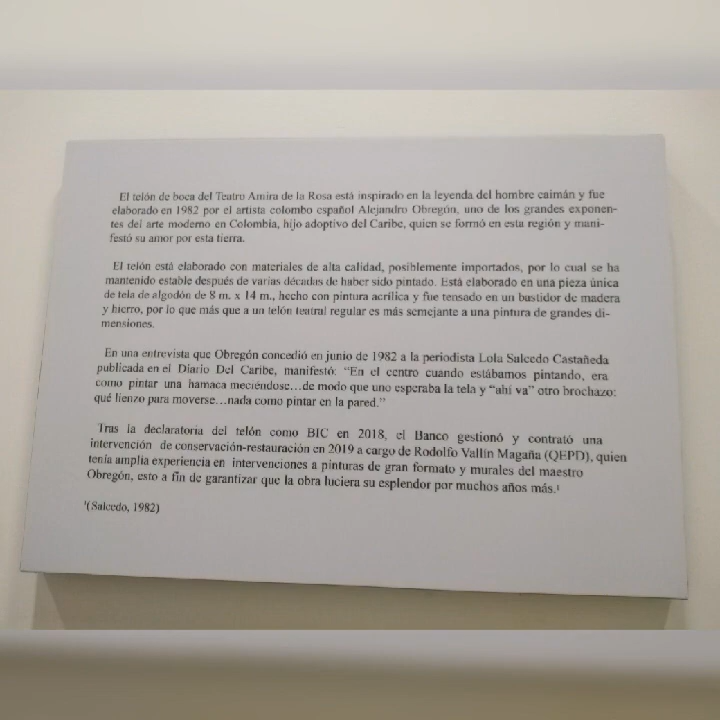 El telón de boca del Teatro Amira de la Rosa está inspirado en la leyenda del hombre caimán y fue
elaborado en 1982 por el artista colombo español Alejandro Obregón, uno de los grandes exponen-
tes del arte moderno en Colombia, hijo adoptivo del Caribe, quien se formó en esta región y mani-
festó su amor por esta tierra.
El telón está elaborado con materiales de alta calidad, posiblemente importados, por lo cual se ha
mantenido estable después de varias décadas de haber sido pintado. Está elaborado en una pieza única
de tela de algodón de 8 m. x 14 m., hecho con pintura acrílica y fue tensado en un bastidor de madera
y hierro, por lo que más que a un telón teatral regular es más semejante a una pintura de grandes di-
mensiones.
En una entrevista que Obregón concedió en junio de 1982 a la periodista Lola Salcedo Castañeda
publicada en el Diario Del Caribe, manifestó: “En el centro cuando estábamos pintando, era
como pintar una hamaca meciéndose…de modo que uno esperaba la tela y “ahí va” otro brochazo:
qué lienzo para moverse…nada como pintar en la pared.”
Tras la declaratoria del telón como BIC en 2018, el Banco gestionó y contrató una
intervención de conservación-restauración en 2019 a cargo de Rodolfo Vallín Magaña (QEPD), quien
tenía amplia experiencia en intervenciones a pinturas de gran formato y murales del maestro
Obregón, esto a fin de garantizar que la obra luciera su esplendor por muchos años más.¹
¹(Salcedo, 1982)